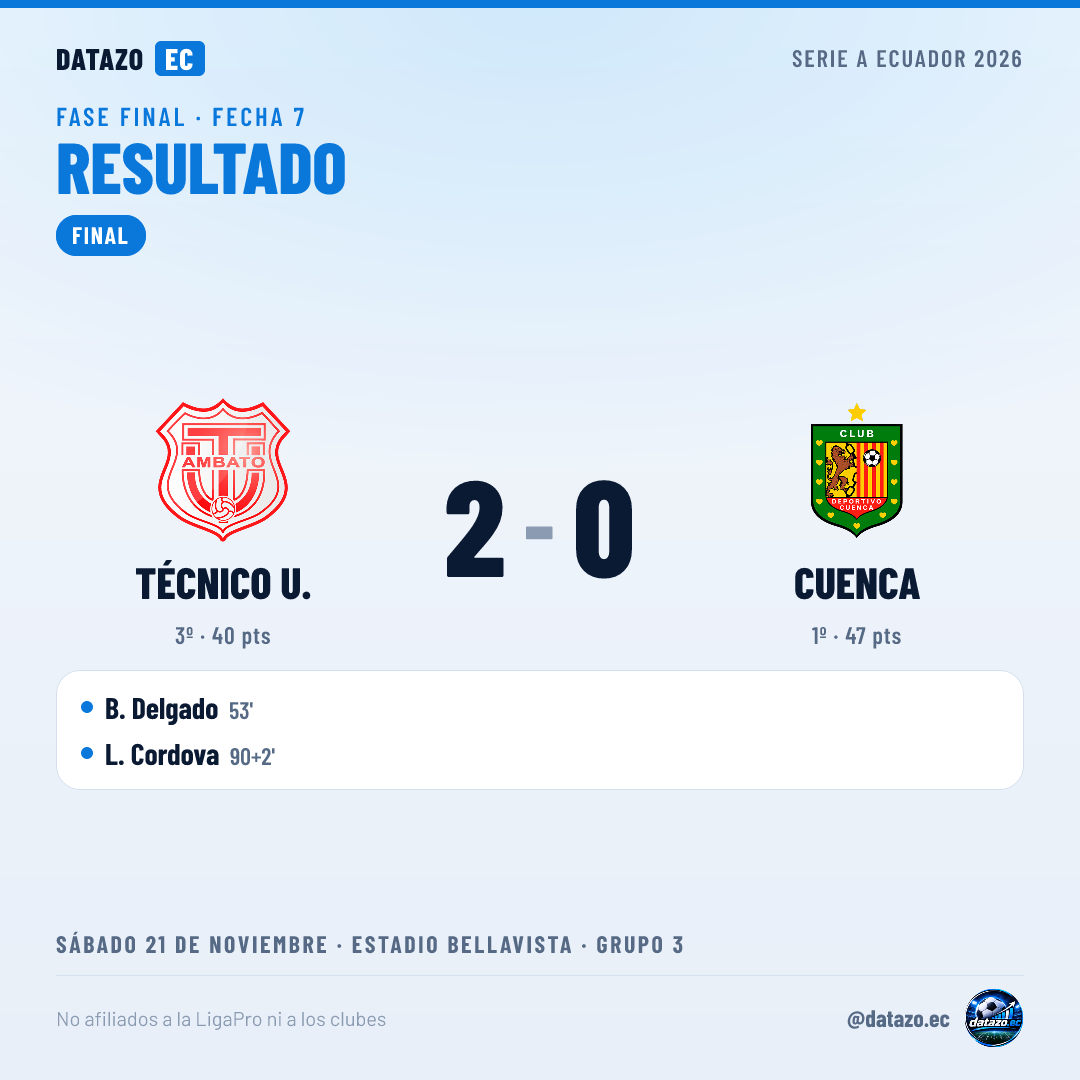 DATAZO EC
SERIE A ECUADOR 2026
FASE FINAL · FECHA 7
RESULTADO
FINAL
AMBATO
CLUB
DEPORTIVO
CUENCA
2 - 0
TÉCNICO U.
CUENCA
3º · 40 pts
1º · 47 pts
B. Delgado 53'
L. Cordova 90+2'
SÁBADO 21 DE NOVIEMBRE · ESTADIO BELLAVISTA · GRUPO 3
No afiliados a la LigaPro ni a los clubes
@datazo.ec
datazo.ec